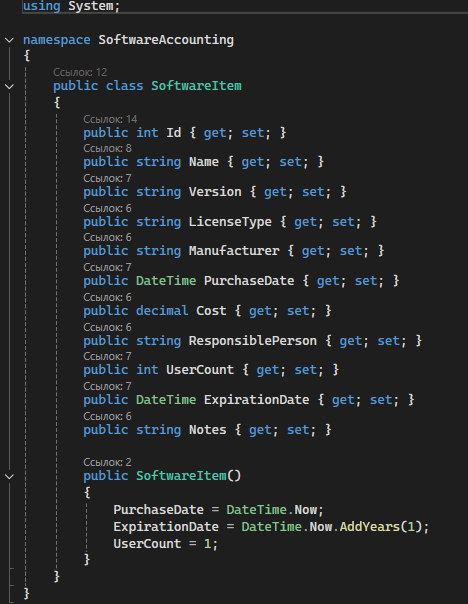 using System;
namespace SoftwareAccounting
{
Ссылок: 12
public class SoftwareItem
{
Ссылок: 14
public int Id { get; set; }
Ссылок: 8
public string Name { get; set; }
Ссылок: 7
public string Version { get; set; }
Ссылок: 6
public string LicenseType { get; set; }
Ссылок: 6
public string Manufacturer { get; set; }
Ссылок: 7
public DateTime PurchaseDate { get; set; }
Ссылок: 6
public decimal Cost { get; set; }
Ссылок: 6
public string ResponsiblePerson { get; set; }
Ссылок: 7
public int UserCount { get; set; }
Ссылок: 7
public DateTime ExpirationDate { get; set; }
Ссылок: 6
public string Notes { get; set; }
Ссылок: 2
public SoftwareItem()
{
PurchaseDate = DateTime.Now;
ExpirationDate = DateTime.Now.AddYears(1);
UserCount = 1;
}
}
}